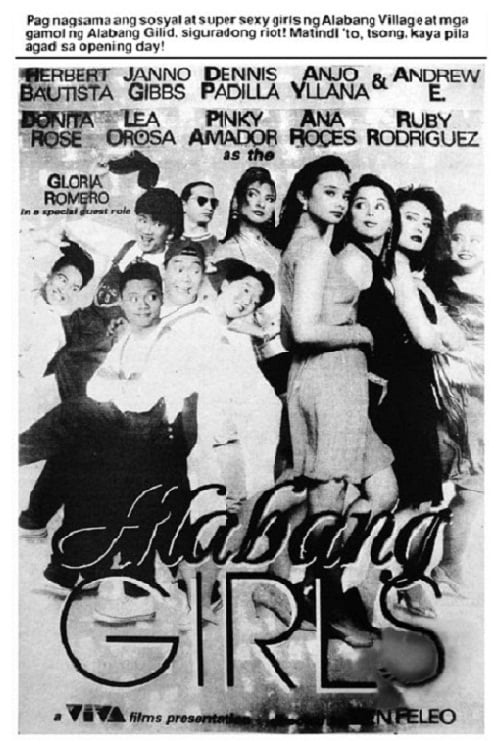 Pag nagsama ang sosyal at super sexy girls ng Alabang Village at mga
gamol ng Alabang Gilid, siguradong riot! Matindi 'to, tsong, kaya pila
agad sa opening day!
HERBERT BAUTISTA
JANNO GIBBS
DENNIS PADILLA
ANJO YLLANA
&
ANDREW E.
DONITA ROSE
LEA OROSA
PINKY AMADOR
ANA ROCES
RUBY RODRIGUEZ
as the
GLORIA
ROMERO
in a special guest role
Alabang
GIRLS
a VIVA films presentation
FELEO